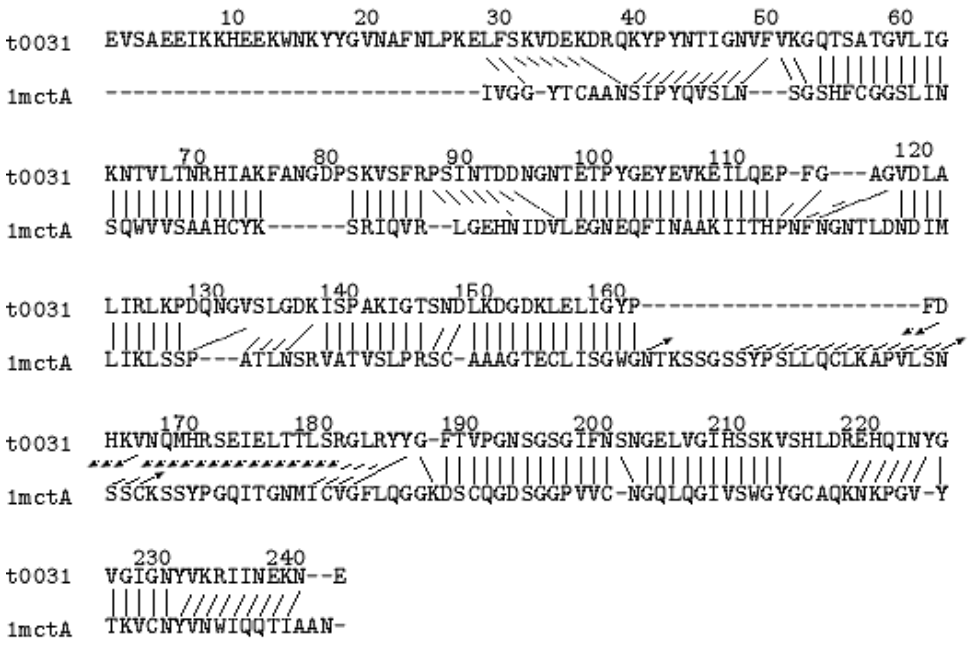 10 20 30 40 50 60
t0031 EVSAEEIKKHEEKWNKYYGVNAFNLPKELFSKVDEKDRQKYPYNTIGNVFVKGQTSATGVLIG
1mctA ----------------------------IVGG-YTCAANSIPYQVSLN---SGSHFCGGSLIN
70 80 90 100 110 120
t0031 KNTVLTNRHIAKFANGDPSKVSFRPSINTDDNGNTETPYGEYEVKEILQEP-FG---AGVDLA
1mctA SQWVVSAAHCYK------SRIQVR--LGEHNIDVLEGNEQFINAAKIITHPNFNGNTLDNDIM
130 140 150 160
t0031 LIRLKPDQNGVSLGDKISPAKIGTSNDLKDGDKLELIGYP---------------------FD
1mctA LIKLSSP---ATLNSRVATVSLPRSC-AAAGTECLISGWGNTKSSGSSYPSLLQCLKAPVLSN
170 180 190 200 210 220
t0031 HKVNQMHRSEIELTTLSRGLRYYG-FTVPGNSGSGIFNSNGELVGIHSSKVSHLDREHQINYG
1mctA SSCKSSYPGQITGNMICVGFLQGGKDSCQGDSGGPVVC-NGQLQGIVSWGYGCAQKNKPGV-Y
230 240
t0031 VGIGNYVKRIINEKN--E
1mctA TKVCNYVNWIQQTIAAN-